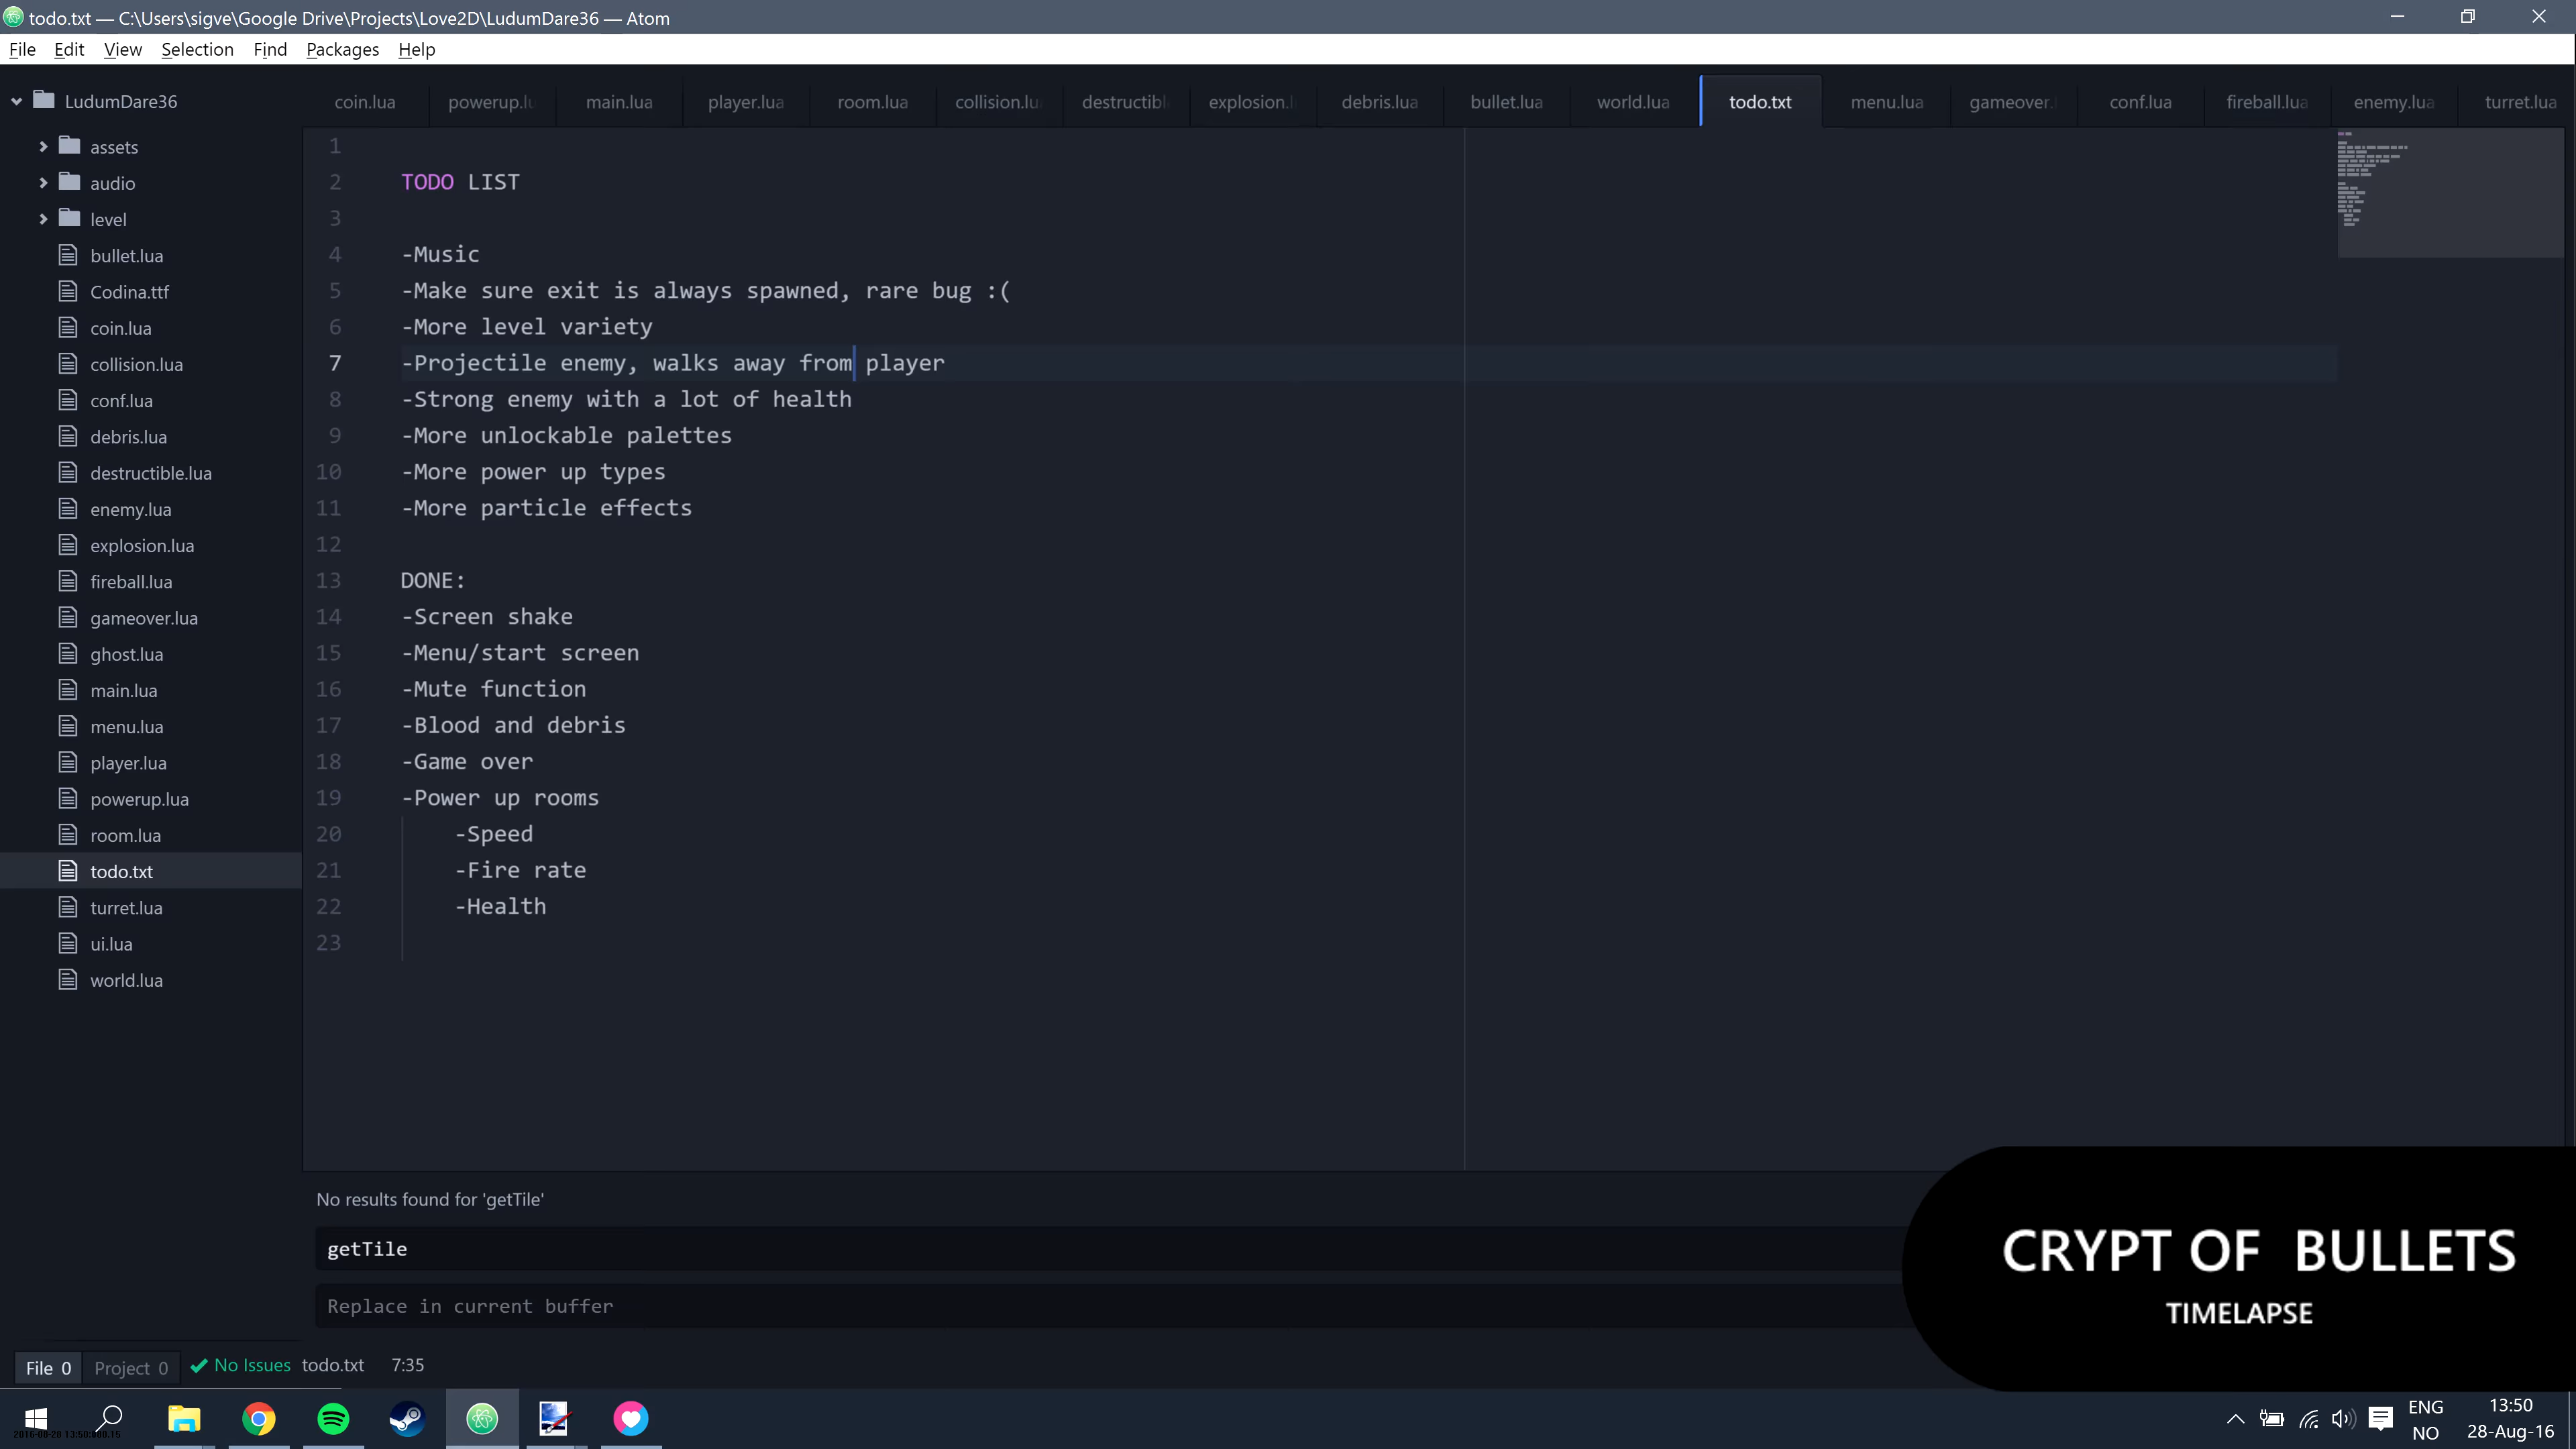 todo.txt — C:\Users\sigve\Google Drive\Projects\Love2D\LudumDare36 — Atom
File Edit View Selection Find Packages Help
LudumDare36
assets
audio
level
bullet.lua
Codina.ttf
coin.lua
collision.lua
conf.lua
debris.lua
destructible.lua
enemy.lua
explosion.lua
fireball.lua
gameover.lua
ghost.lua
main.lua
menu.lua
player.lua
powerup.lua
room.lua
todo.txt
turret.lua
ui.lua
world.lua
coin.lua powerup.lu main.lua player.lua room.lua collision.lu destructibl explosion.l debris.lua bullet.lua world.lua todo.txt menu.lua gameover. conf.lua fireball.lua enemy.lua turret.lua
1
2 TODO LIST
3
4 -Music
5 -Make sure exit is always spawned, rare bug :(
6 -More level variety
7 -Projectile enemy, walks away from player
8 -Strong enemy with a lot of health
9 -More unlockable palettes
10 -More power up types
11 -More particle effects
12
13 DONE:
14 -Screen shake
15 -Menu/start screen
16 -Mute function
17 -Blood and debris
18 -Game over
19 -Power up rooms
20 -Speed
21 -Fire rate
22 -Health
23
No results found for 'getTile'
getTile
Replace in current buffer
CRYPT OF BULLETS
TIMELAPSE
File 0 Project 0 No Issues todo.txt 7:35
ENG
NO
13:50
28-Aug-16